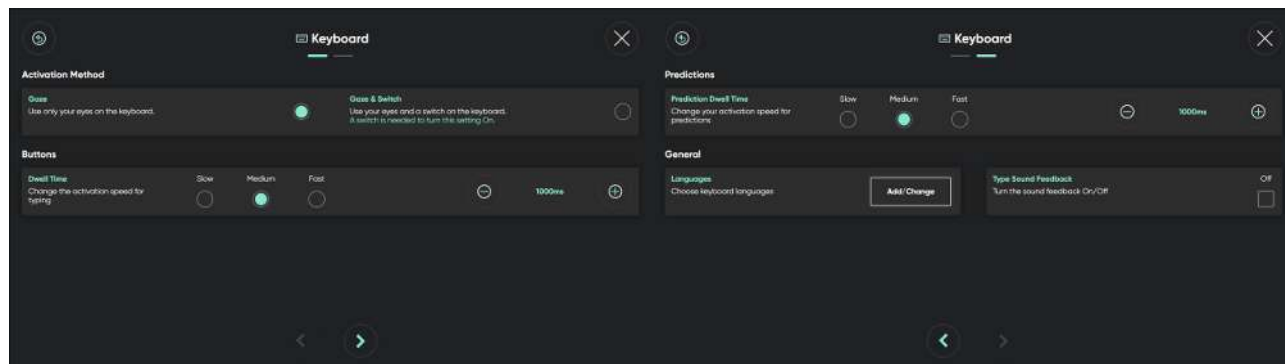 Keyboard
Activation Method
Gaze
Use only your eyes on the keyboard.
Gaze & Switch
Use your eyes and a switch on the keyboard.
A switch is needed to turn this setting On.
Buttons
Dwell Time
Change the activation speed for
typing
Slow
Medium
Fast
1000ms
Keyboard
Predictions
Prediction Dwell Time
Change your activation speed for
predictions
Slow
Medium
Fast
1000ms
General
Languages
Choose keyboard languages
Add/Change
Type Sound Feedback
Turn the sound feedback On/Off
Off